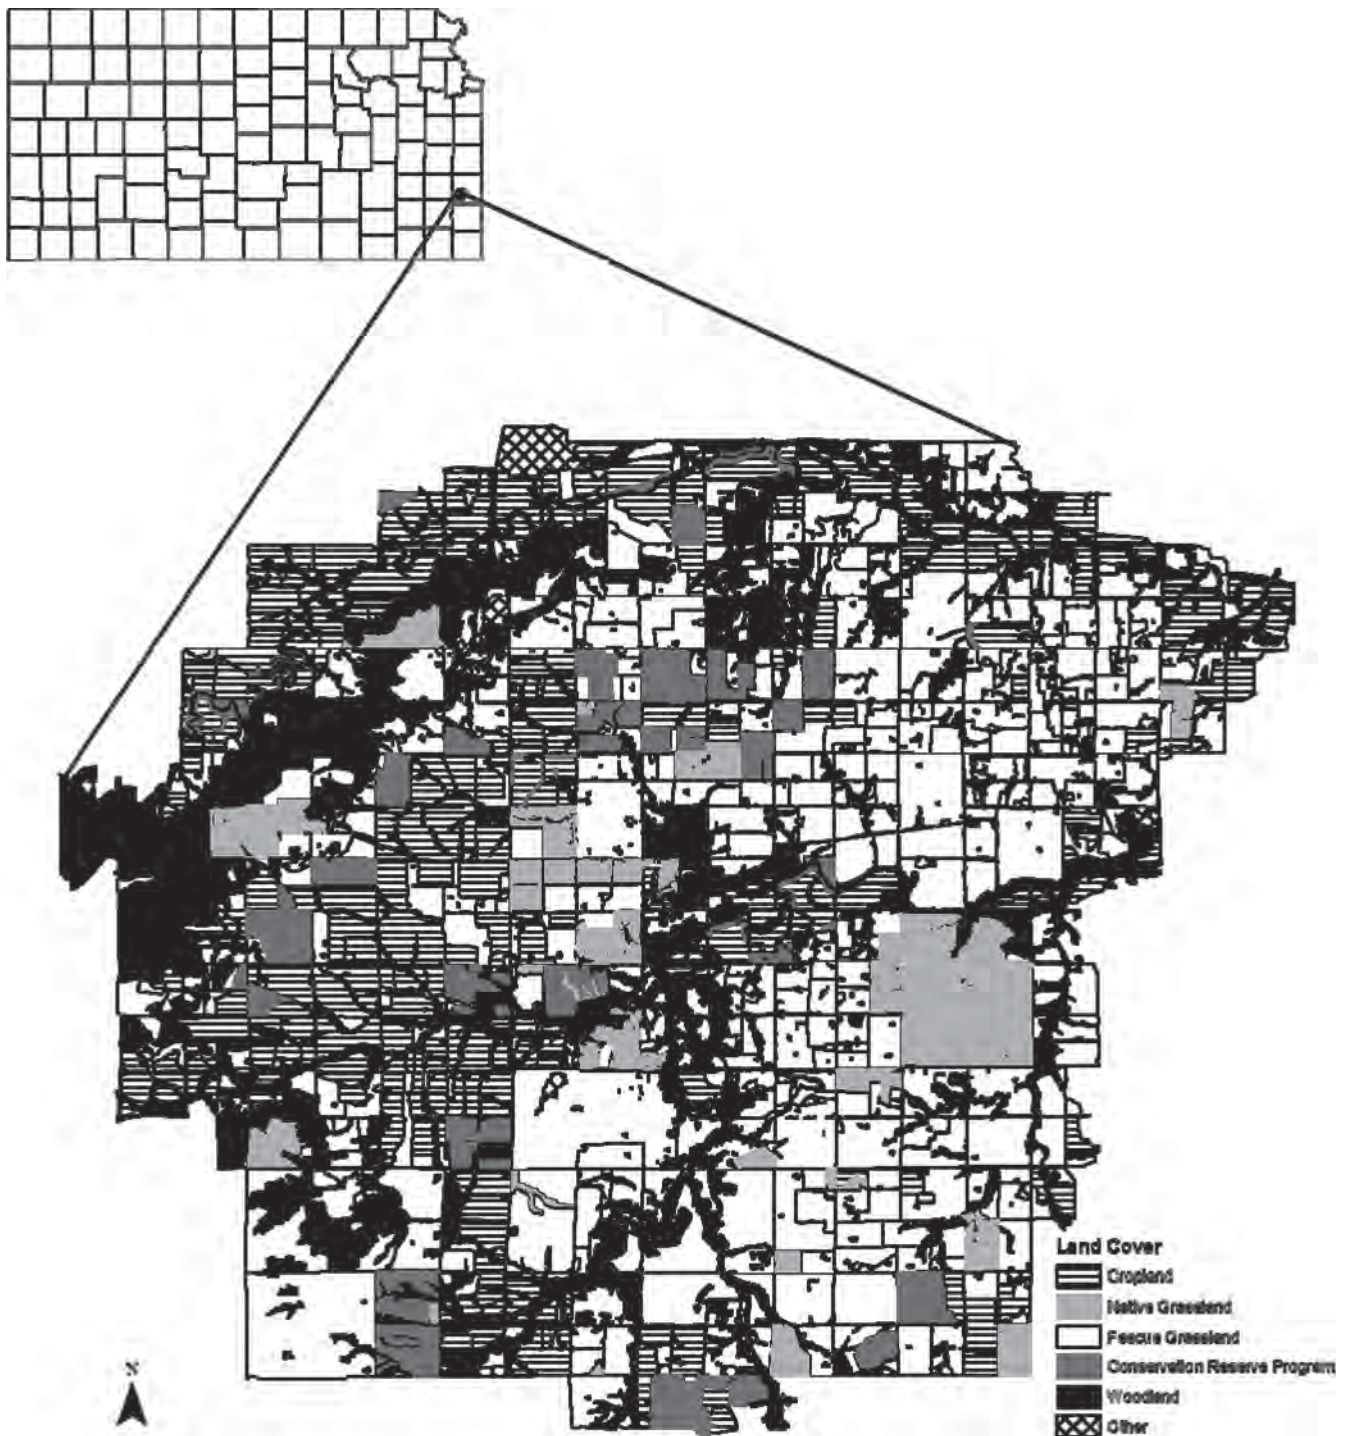 Land Cover
Cropland
Native Grassland
Fescue Grassland
Conservation Reserve Program
Woodland
Other
N